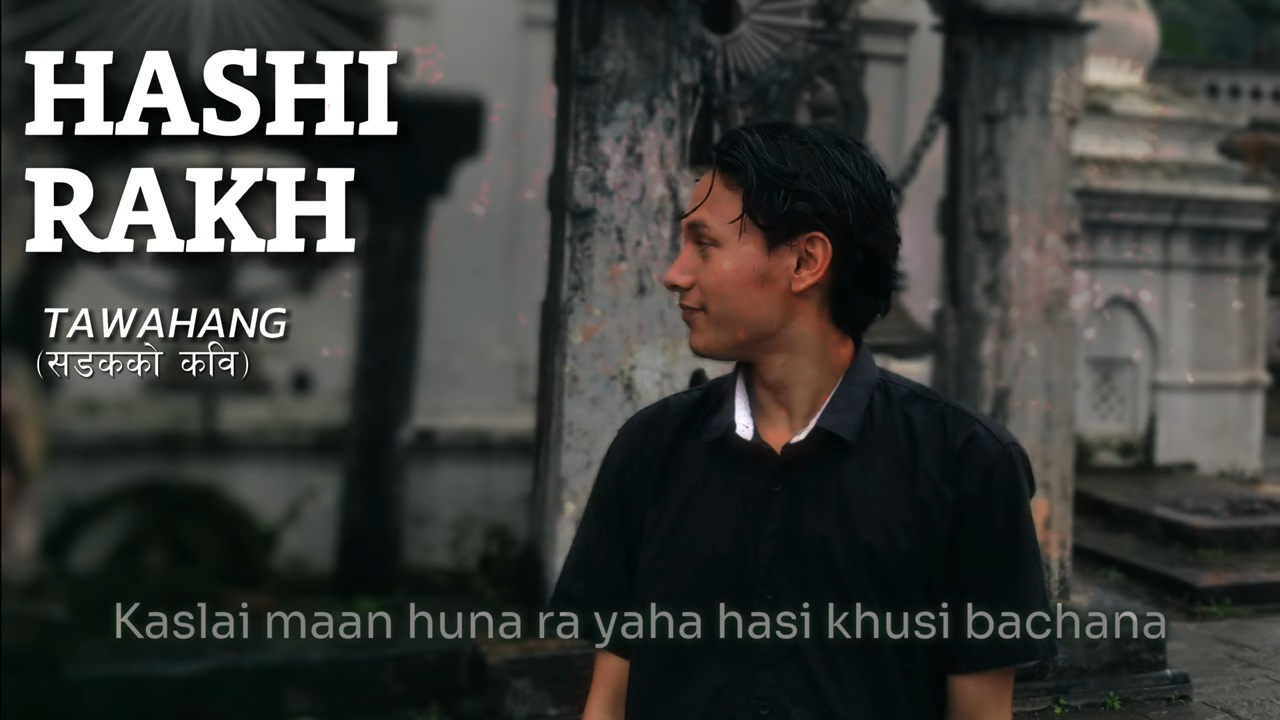 HASHI
RAKH
TAWAHANG
(सडकको कवि)
Kaslai maan huna ra yaha hasi khusi bachana